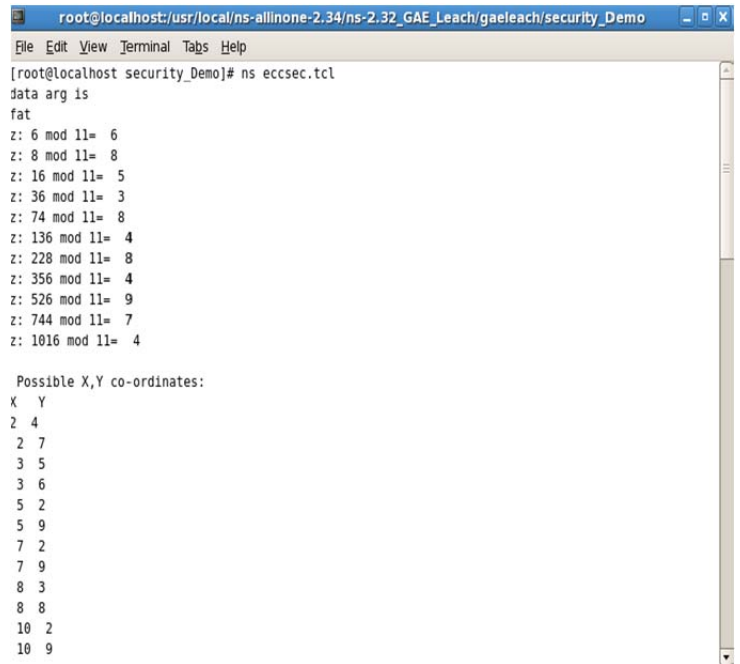 root@localhost:/usr/local/ns-allinone-2.34/ns-2.32_GAE_Leach/gaeleach/security_Demo
File Edit View Terminal Tabs Help
[root@localhost security_Demo]# ns eccsec.tcl
data arg is
fat
z: 6 mod 11= 6
z: 8 mod 11= 8
z: 16 mod 11= 5
z: 36 mod 11= 3
z: 74 mod 11= 8
z: 136 mod 11= 4
z: 228 mod 11= 8
z: 356 mod 11= 4
z: 526 mod 11= 9
z: 744 mod 11= 7
z: 1016 mod 11= 4
Possible X,Y co-ordinates:
X Y
2 4
2 7
3 5
3 6
5 2
5 9
7 2
7 9
8 3
8 8
10 2
10 9